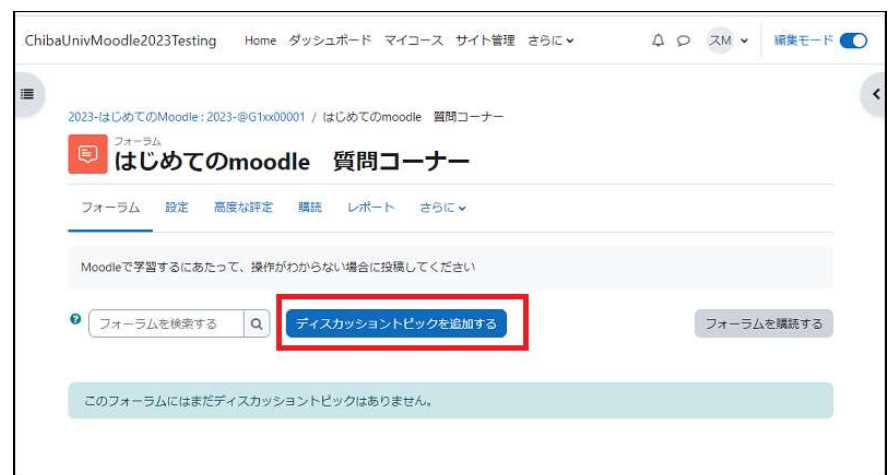 ChibaUnivMoodle2023Testing Home ダッシュボード マイコース サイト管理 さらに スM 編集モード
2023-はじめてのMoodle : 2023-@G1xx00001 / はじめてのmoodle 質問コーナー
フォーラム
はじめてのmoodle 質問コーナー
フォーラム 設定 高度な評定 購読 レポート さらに
Moodleで学習するにあたって、操作がわからない場合に投稿してください
フォーラムを検索する ディスカッショントピックを追加する フォーラムを購読する
このフォーラムにはまだディスカッショントピックはありません。